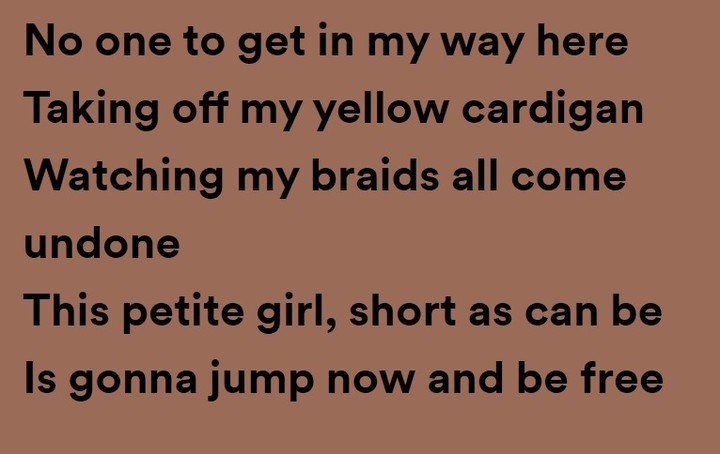 No one to get in my way here
Taking off my yellow cardigan
Watching my braids all come
undone
This petite girl, short as can be
Is gonna jump now and be free